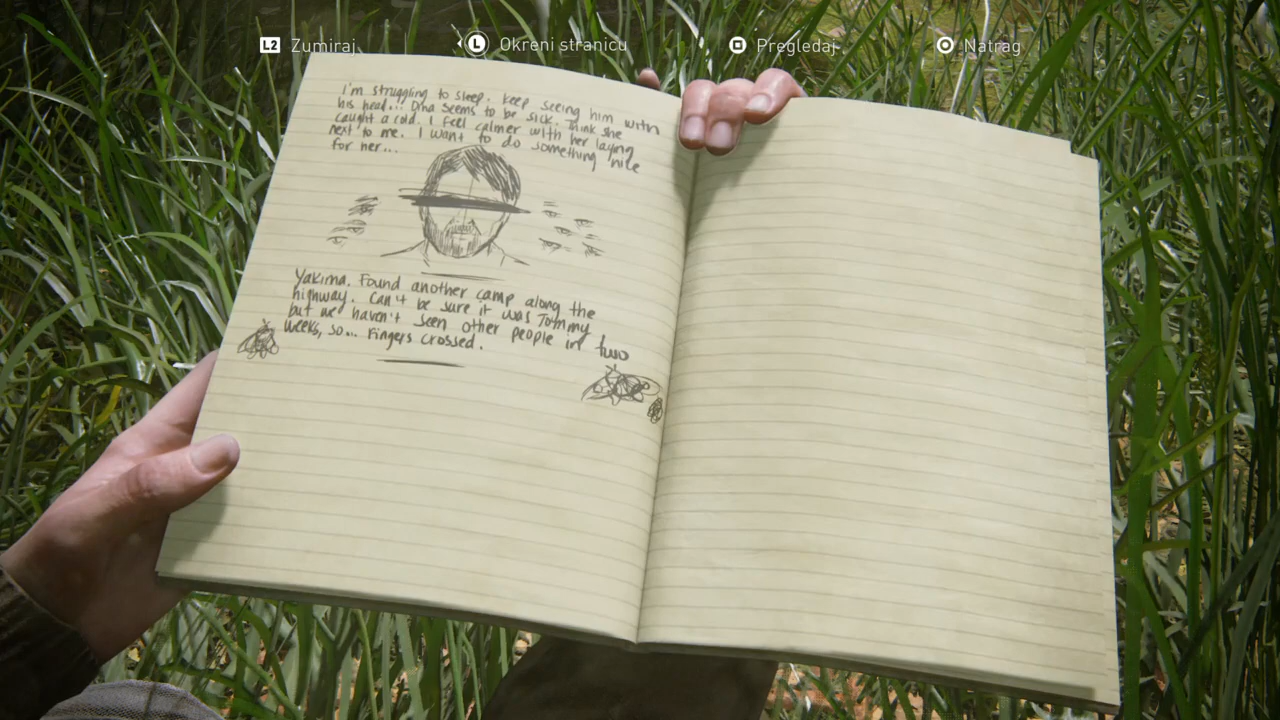 L2 Zumiraj
L Okreni stranicu
Pregledaj
Natrag
I'm struggling to sleep. Keep seeing him with
his head... Dina seems to be sick. Think she
caught a cold. I feel calmer with her laying
next to me. I want to do something nice
for her...
Yakima. Found another camp along the
highway. Can't be sure it was Tommy
but we haven't seen other people in two
weeks, so... Fingers crossed.